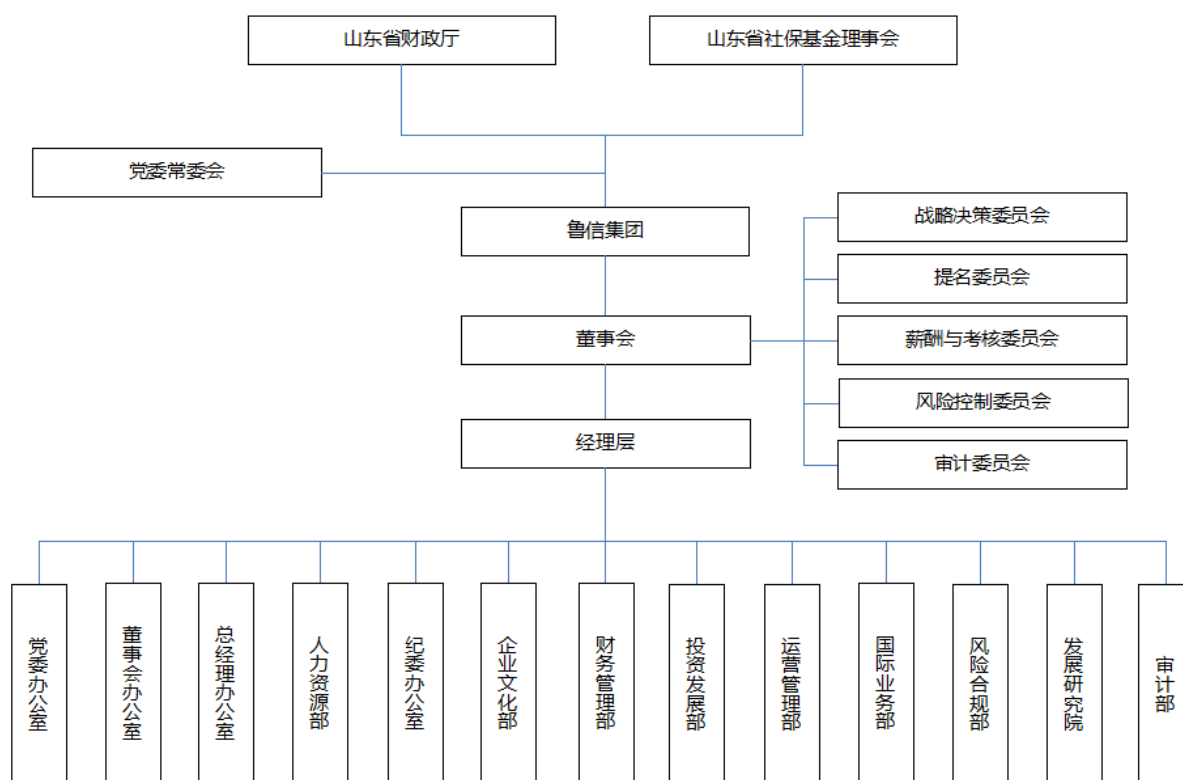 山东省财政厅
山东省社保基金理事会
党委常委会
鲁信集团
战略决策委员会
提名委员会
董事会
薪酬与考核委员会
风险控制委员会
经理层
审计委员会
党委办公室
董事会办公室
总经理办公室
人力资源部
纪委办公室
企业文化部
财务管理部
投资发展部
运营管理部
国际业务部
风险合规部
发展研究院
审计部